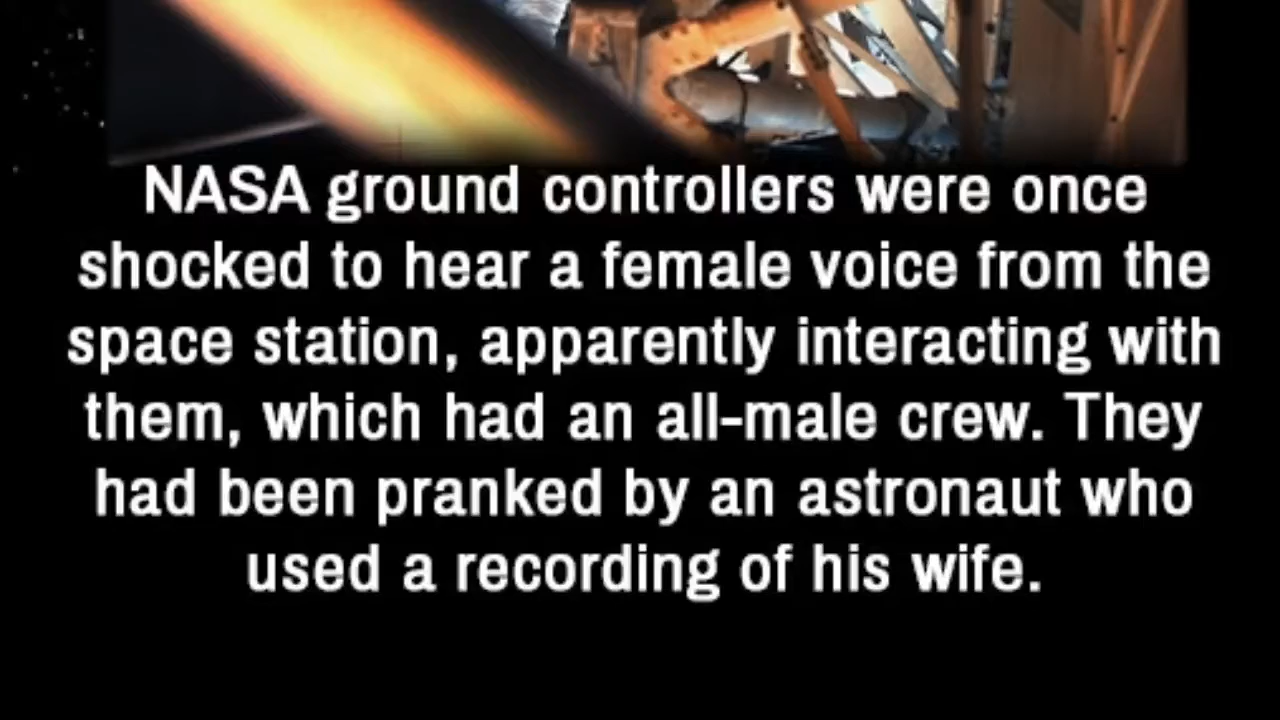 NASA ground controllers were once
shocked to hear a female voice from the
space station, apparently interacting with
them, which had an all-male crew. They
had been pranked by an astronaut who
used a recording of his wife.